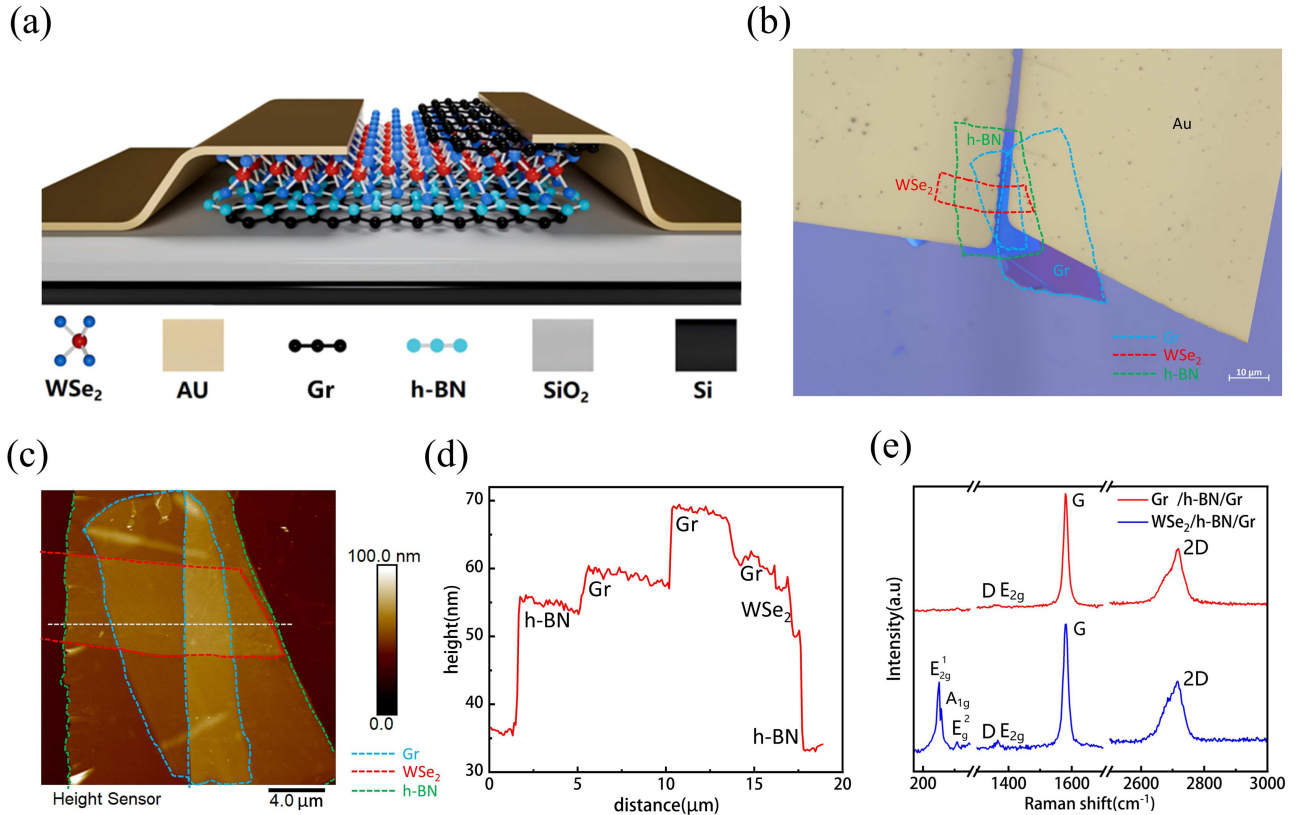 (a)
WSe₂
AU
Gr
h-BN
SiO₂
Si
(b)
Au
h-BN
WSe₂
Gr
Gr
WSe₂
h-BN
10 μm
(c)
100.0 nm
0.0
Gr
WSe₂
h-BN
Height Sensor
4.0 μm
(d)
70
60
50
40
30
height(nm)
h-BN
Gr
Gr
Gr
WSe₂
h-BN
0
5
10
15
20
distance(μm)
(e)
Gr /h-BN/Gr
WSe₂/h-BN/Gr
G
2D
D E₂g
G
2D
E¹₂g
A₁g
E²g
D E₂g
Intensity(a.u)
200
1400
1600
2600
2800
3000
Raman shift(cm⁻¹)